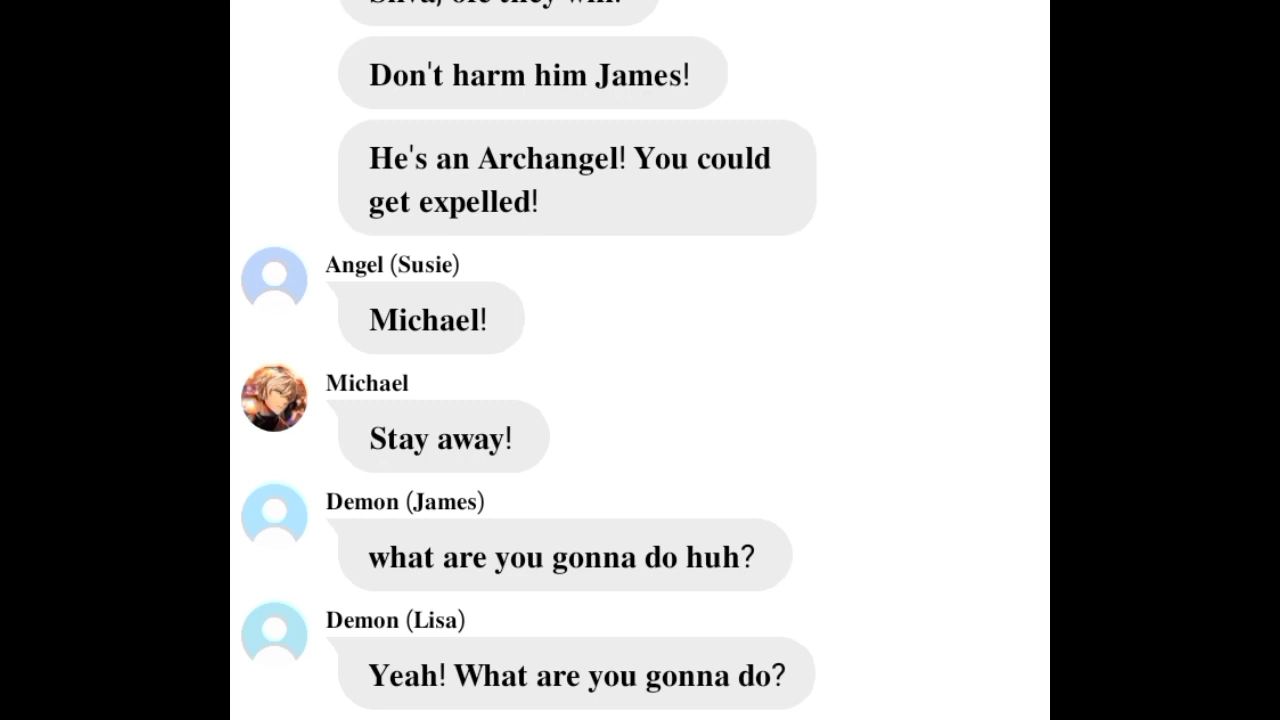 Don't harm him James!
He's an Archangel! You could
get expelled!
Angel (Susie)
Michael!
Michael
Stay away!
Demon (James)
what are you gonna do huh?
Demon (Lisa)
Yeah! What are you gonna do?